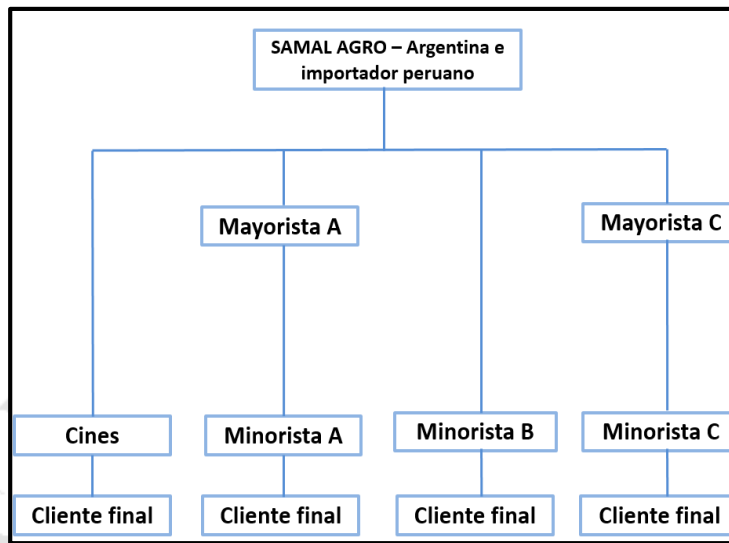 SAMAL AGRO – Argentina e
importador peruano
Mayorista A
Mayorista C
Cines
Minorista A
Minorista B
Minorista C
Cliente final
Cliente final
Cliente final
Cliente final